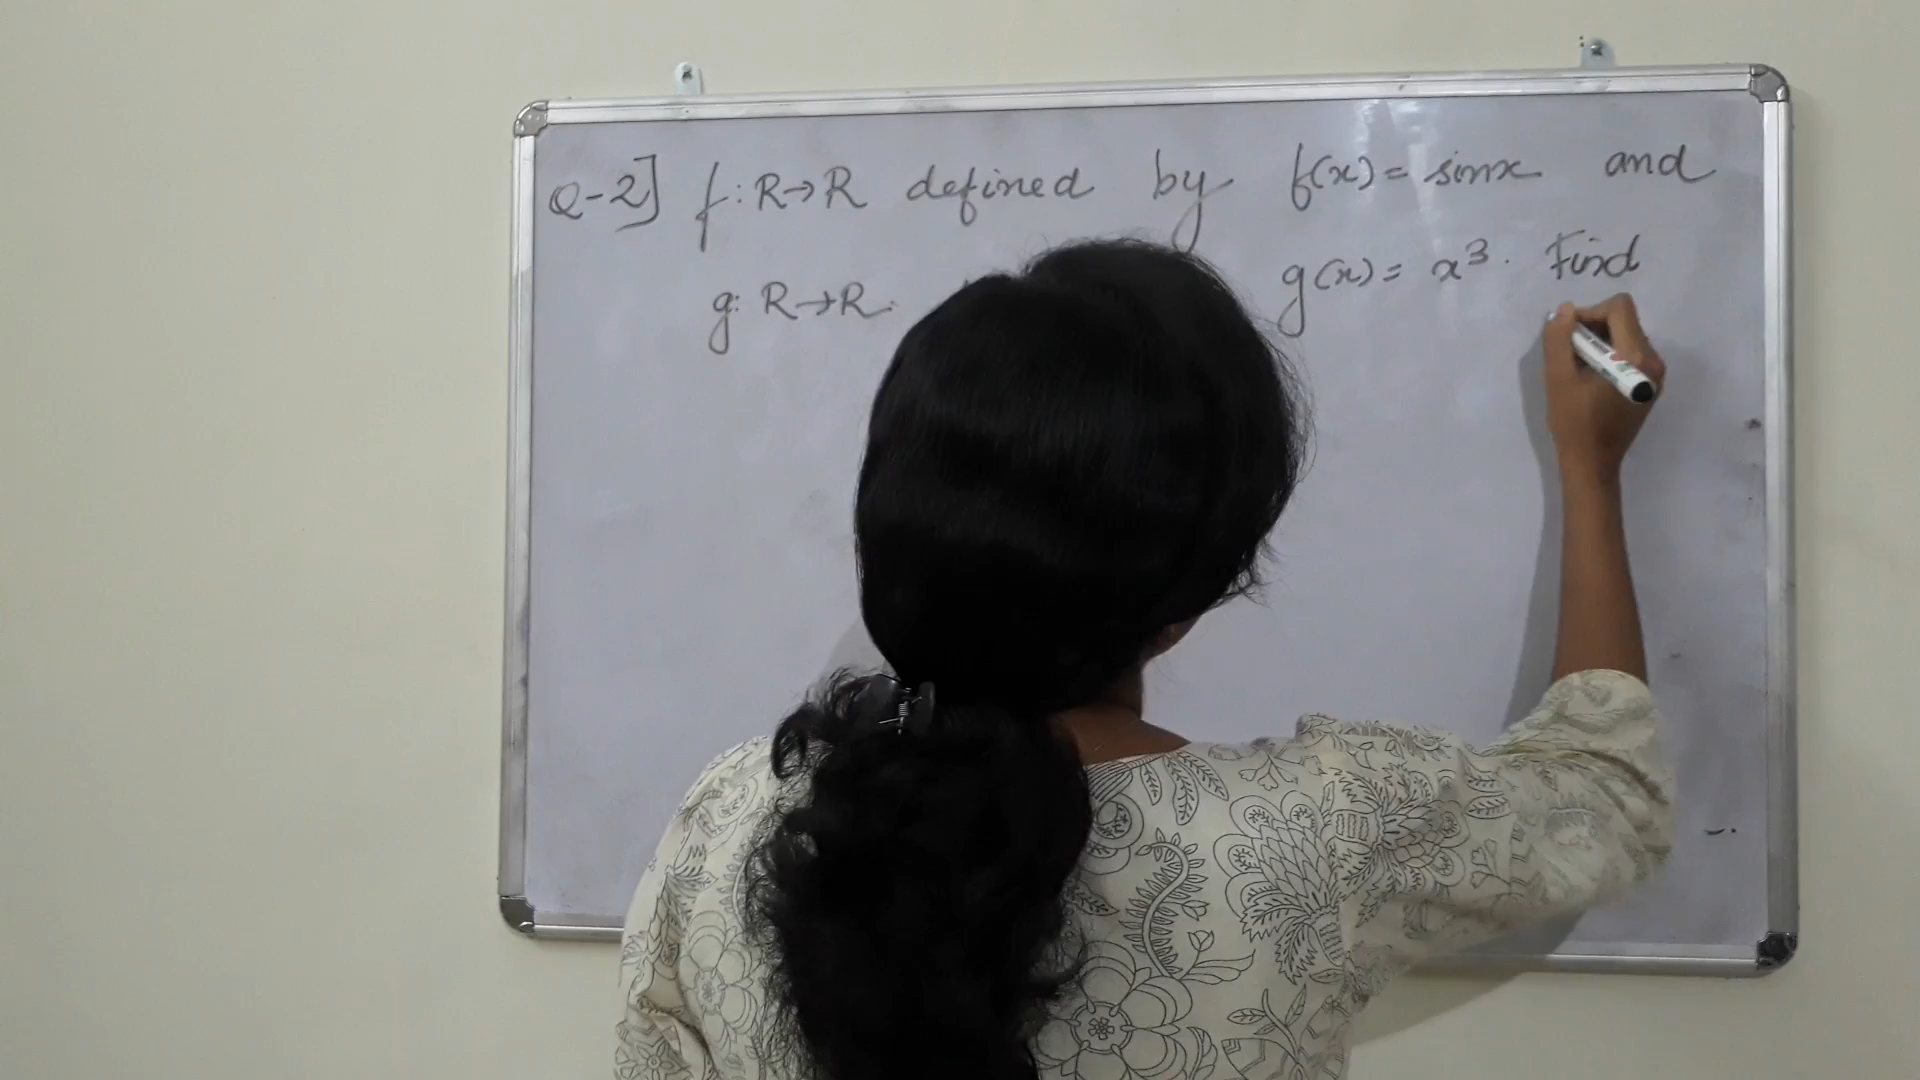 Q-2] f: R→R defined by f(x) = sinx and
g: R→R g(x) = x³. Find